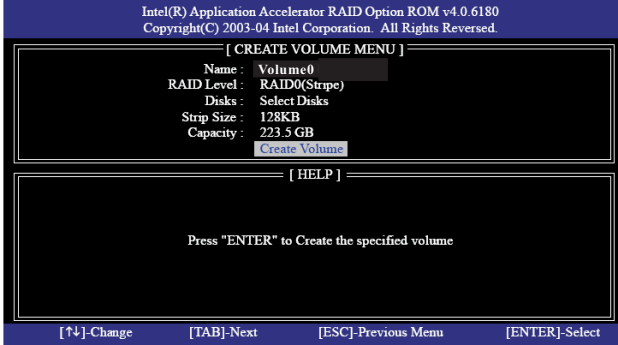 Intel(R) Application Accelerator RAID Option ROM v4.0.6180
Copyright(C) 2003-04 Intel Corporation. All Rights Reversed.
[ CREATE VOLUME MENU ]
Name : Volume0
RAID Level : RAID0(Stripe)
Disks : Select Disks
Strip Size : 128KB
Capacity : 223.5 GB
Create Volume
[ HELP ]
Press "ENTER" to Create the specified volume
[↑↓]-Change [TAB]-Next [ESC]-Previous Menu [ENTER]-Select